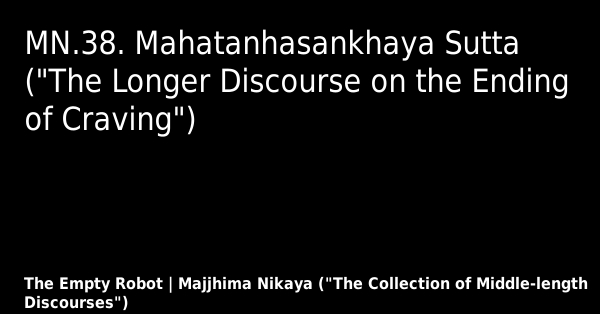 MN.38. Mahatanhasankhaya Sutta
("The Longer Discourse on the Ending
of Craving")
The Empty Robot | Majjhima Nikaya ("The Collection of Middle-length
Discourses")